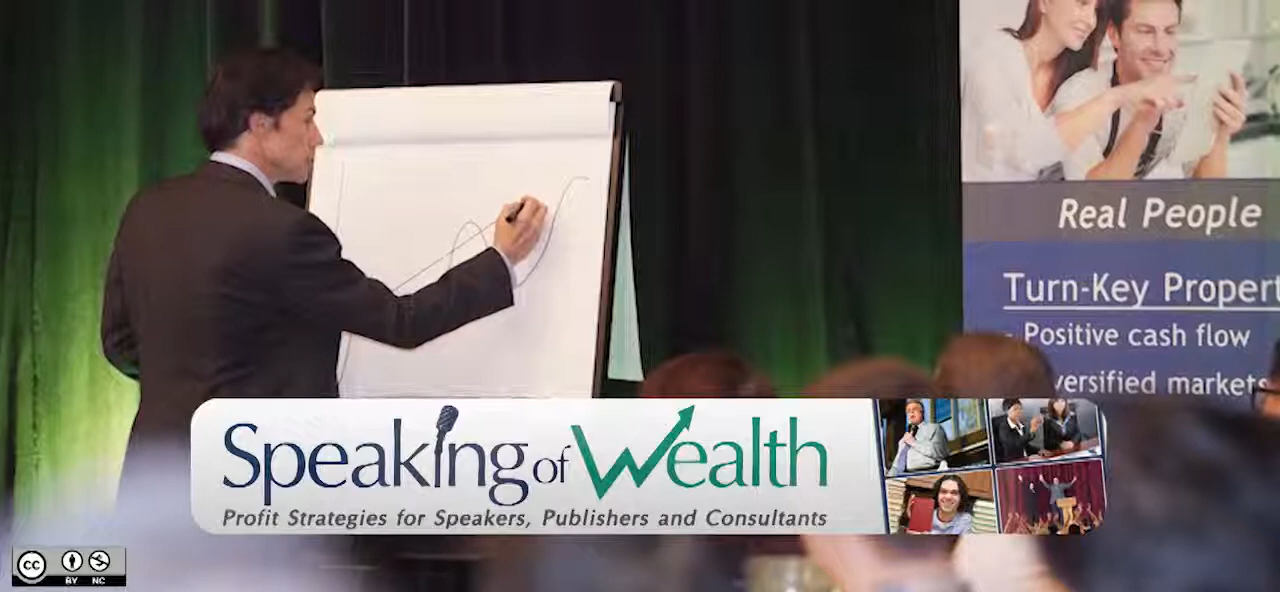 Real People
Turn-Key Propert
- Positive cash flow
versified markets
Speaking of Wealth
Profit Strategies for Speakers, Publishers and Consultants
cc
BY NC